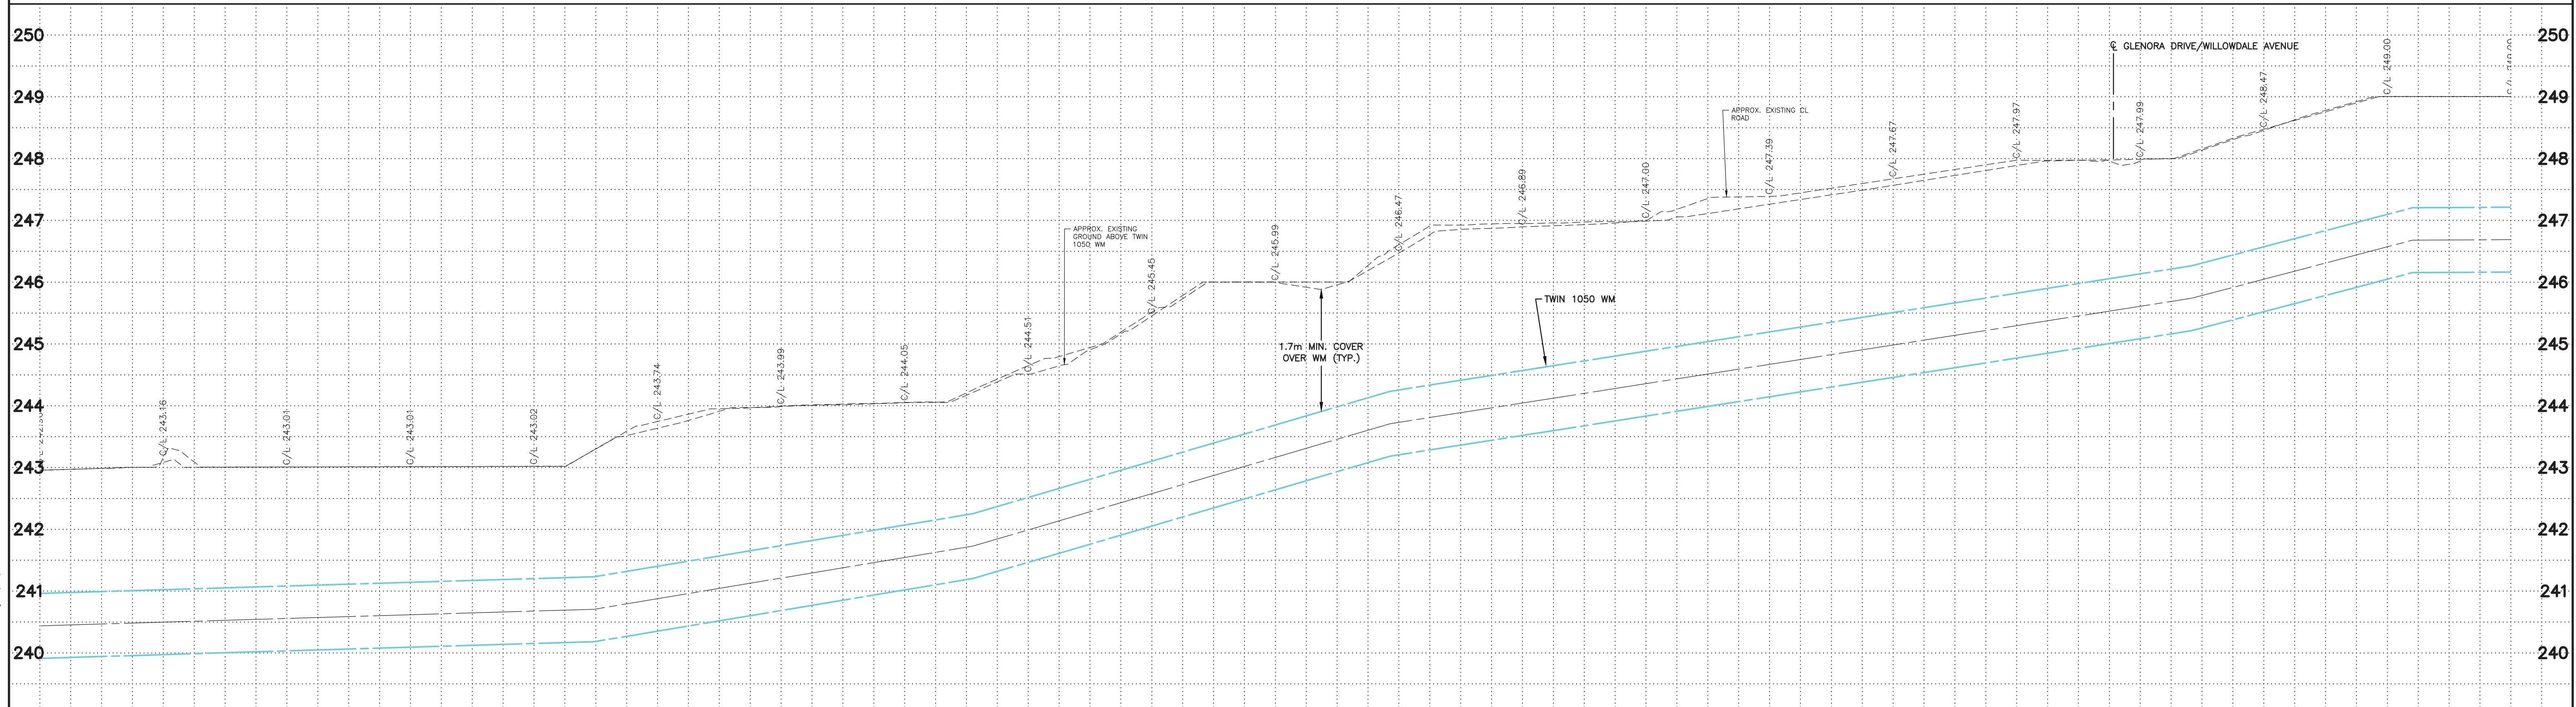 250
249
248
247
246
245
244
243
242
241
240
C/L 243.16
C/L 243.01
C/L 243.01
C/L 243.02
C/L 243.74
C/L 243.99
C/L 244.05
C/L 244.51
APPROX. EXISTING
GROUND ABOVE TWIN
1050 WM
C/L 245.45
C/L 245.99
1.7m MIN. COVER
OVER WM (TYP.)
C/L 246.47
C/L 246.89
TWIN 1050 WM
C/L 247.00
APPROX. EXISTING CL
ROAD
C/L 247.39
C/L 247.67
C/L 247.97
℄ GLENORA DRIVE/WILLOWDALE AVENUE
C/L 247.99
C/L 248.47
C/L 249.00
250
249
248
247
246
245
244
243
242
241
240